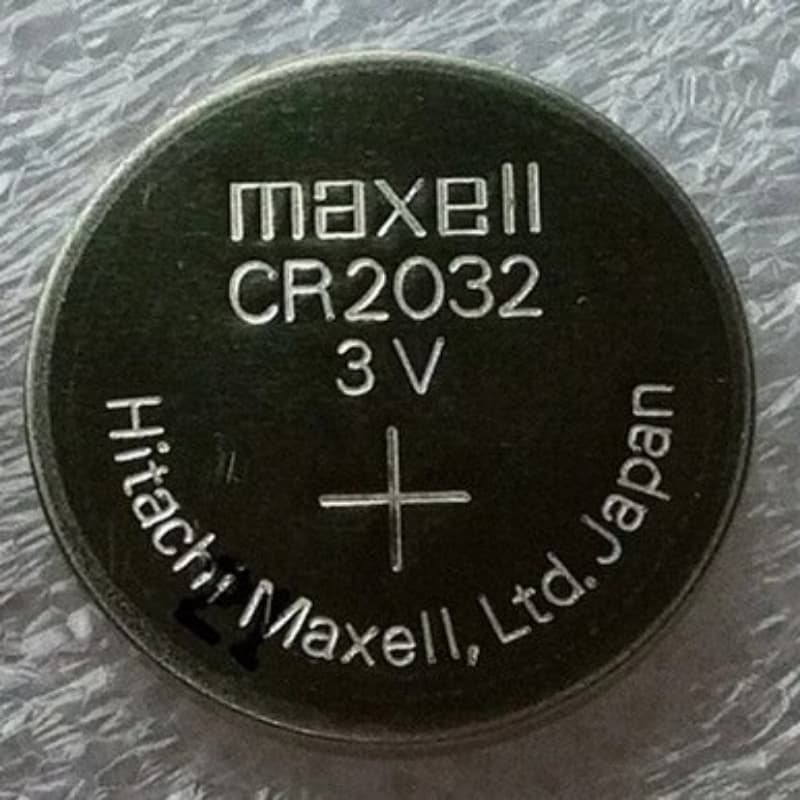 maxell
CR2032
3V
+
Hitachi Maxell, Ltd. Japan